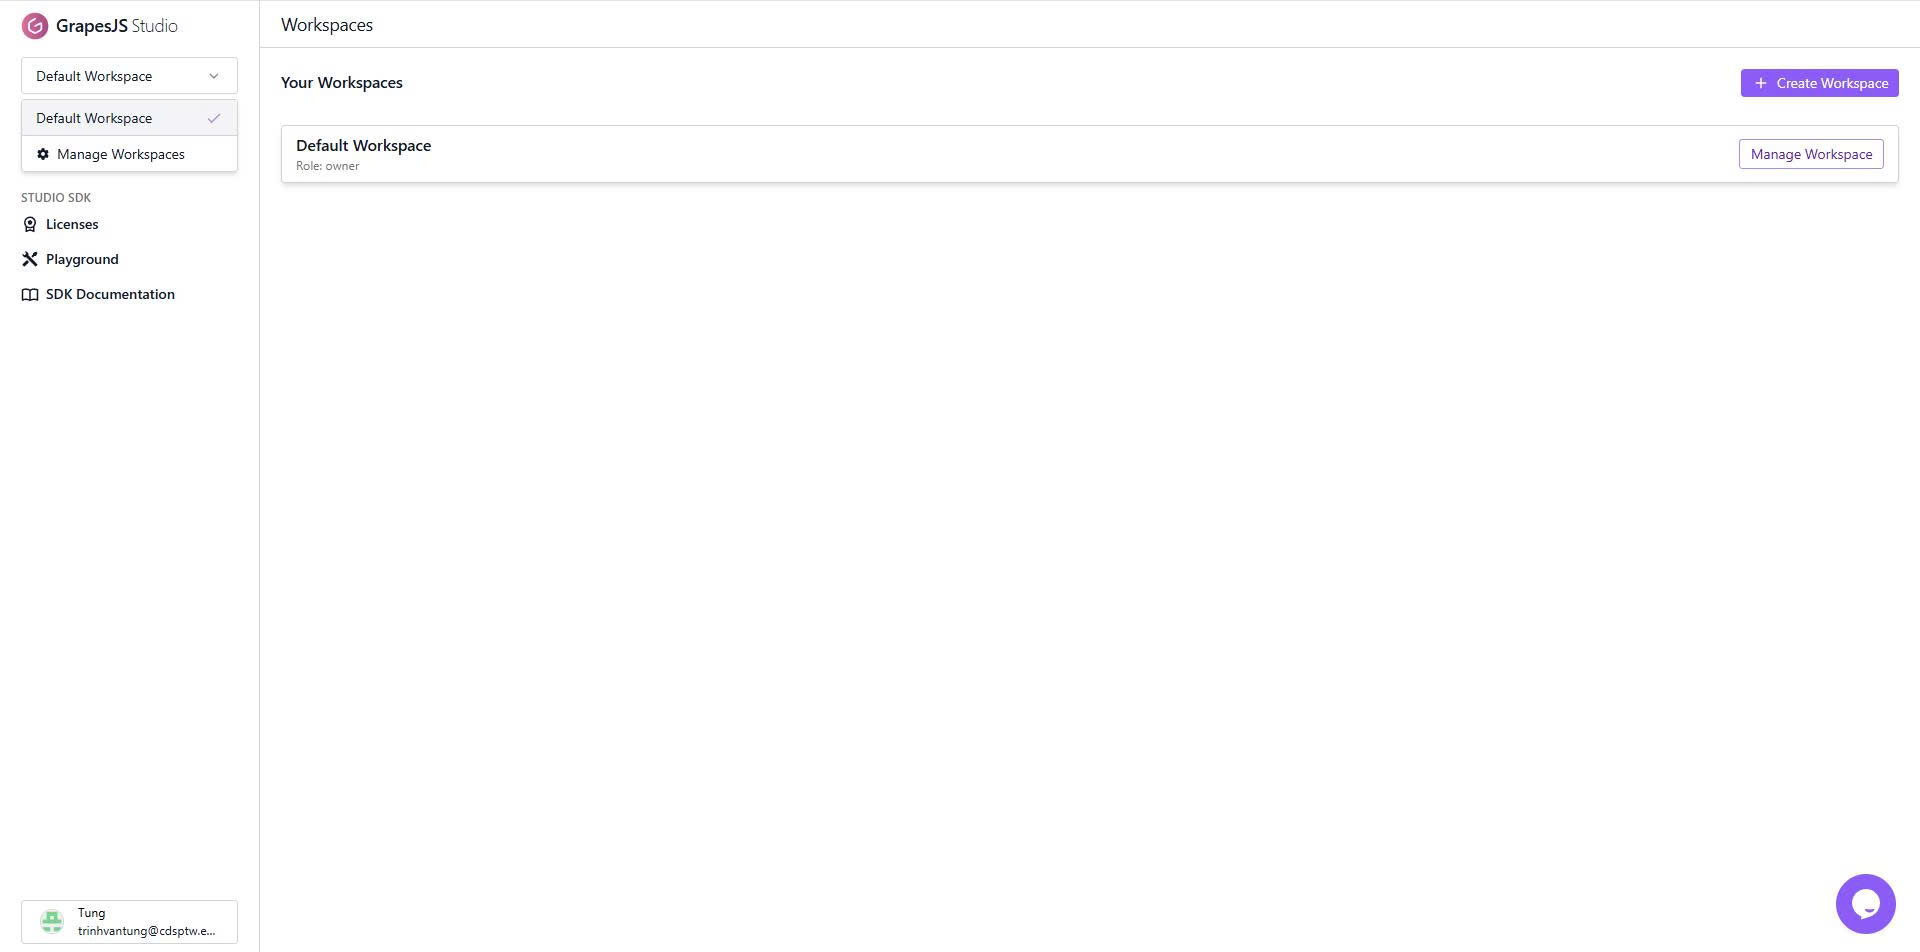 GrapesJS Studio
Default Workspace
Default Workspace
Manage Workspaces
STUDIO SDK
Licenses
Playground
SDK Documentation
Tung
trinhvantung@cdsptw.e...
Workspaces
Your Workspaces
Create Workspace
Default Workspace
Role: owner
Manage Workspace